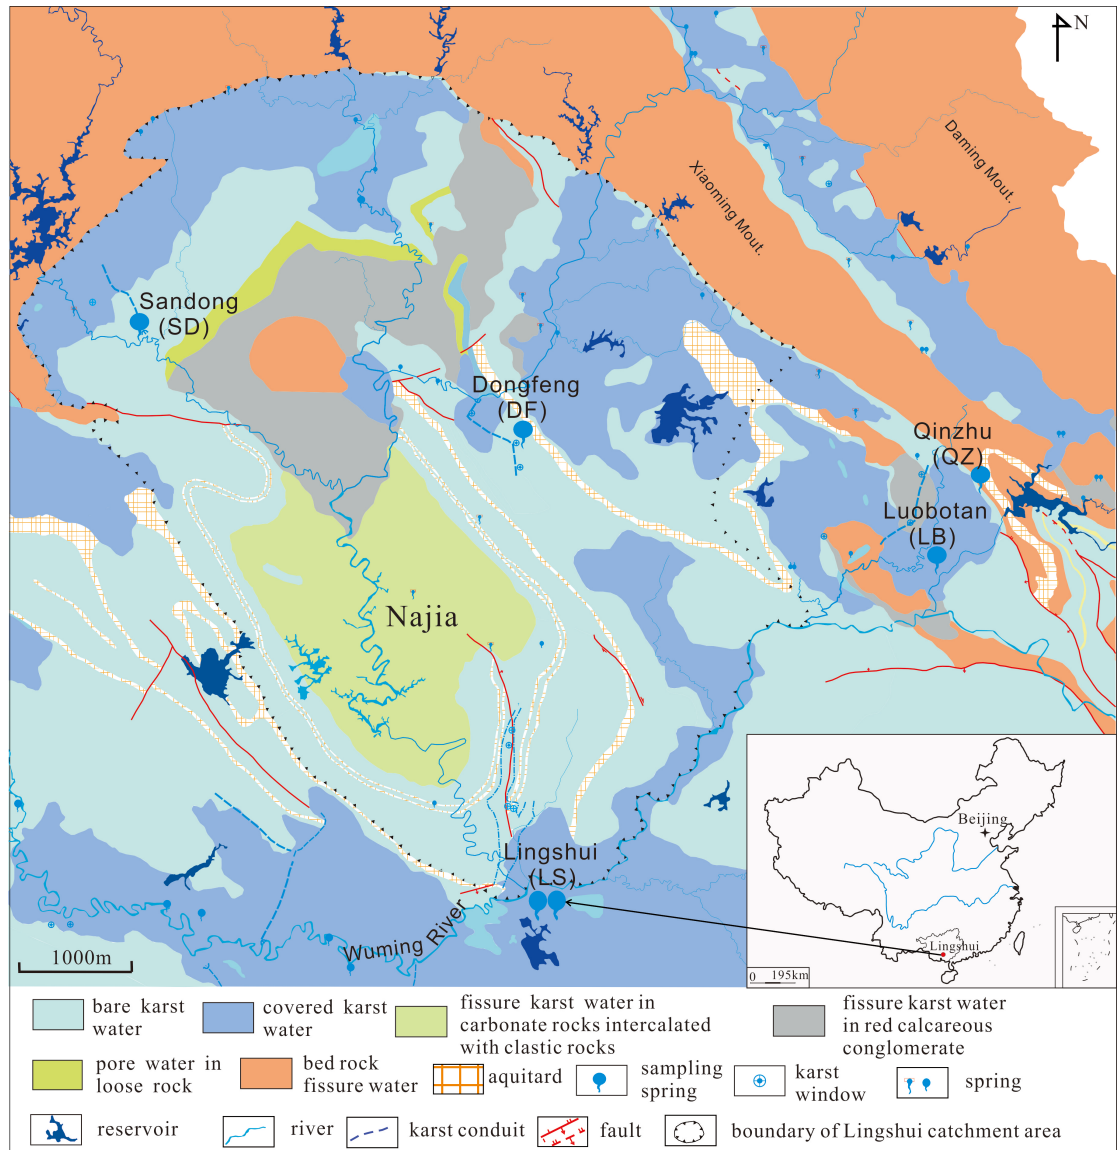 N
Xiaoming Mout.
Daming Mout.
Sandong
(SD)
Dongfeng
(DF)
Qinzhu
(QZ)
Luobotan
(LB)
Najia
Lingshui
(LS)
Wuming River
1000m
Beijing
Lingshui
0 195km
bare karst
water
covered karst
water
fissure karst water in
carbonate rocks intercalated
with clastic rocks
fissure karst water
in red calcareous
conglomerate
pore water in
loose rock
bed rock
fissure water
aquitard
sampling
spring
karst
window
spring
reservoir
river
karst conduit
fault
boundary of Lingshui catchment area